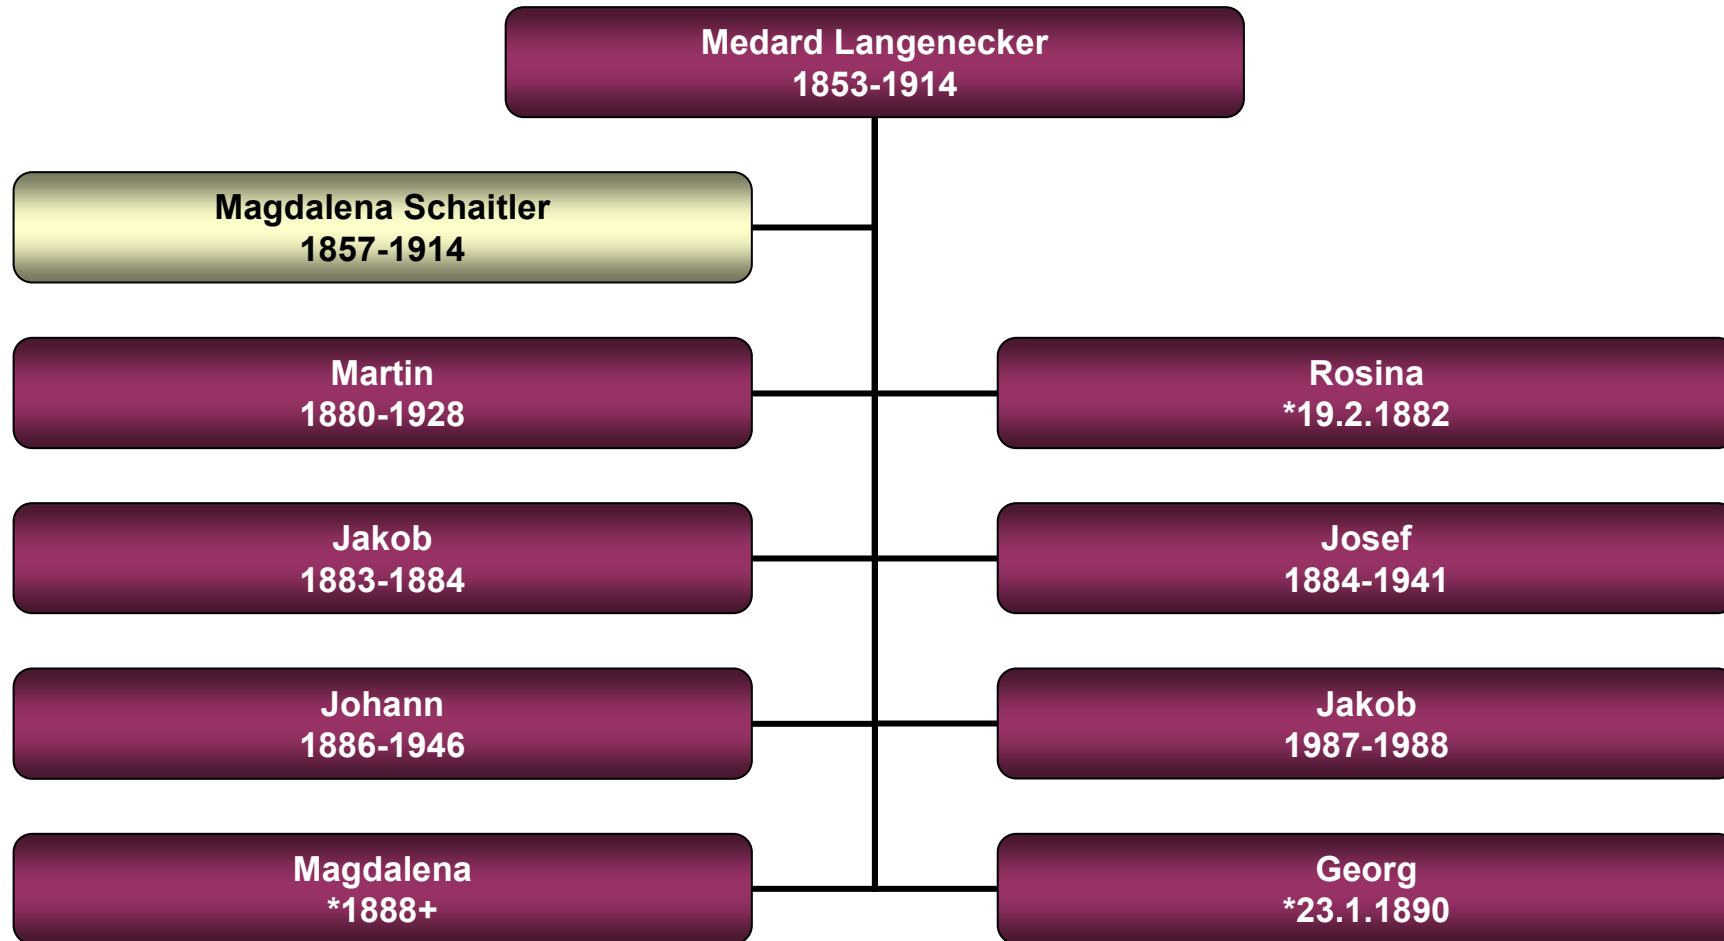 Medard Langenecker
1853-1914
Magdalena Schaitler
1857-1914
Martin
1880-1928
Rosina
*19.2.1882
Jakob
1883-1884
Josef
1884-1941
Johann
1886-1946
Jakob
1987-1988
Magdalena
*1888+
Georg
*23.1.1890